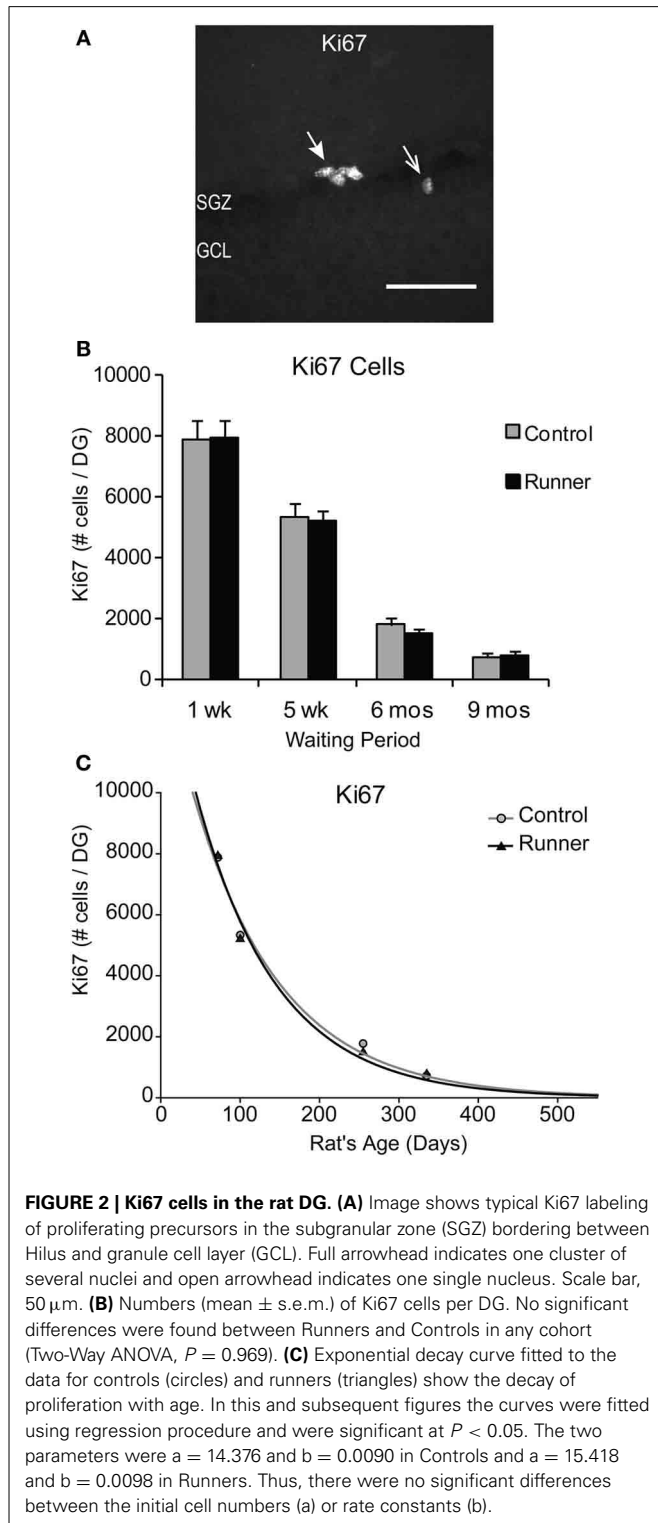 A
Ki67
SGZ
GCL
B
Ki67 Cells
10000
8000
6000
4000
2000
0
Ki67 (# cells / DG)
Control
Runner
1 wk 5 wk 6 mos 9 mos
Waiting Period
C
Ki67
10000
8000
6000
4000
2000
0
Ki67 (# cells / DG)
Control
Runner
0 100 200 300 400 500
Rat's Age (Days)
FIGURE 2 | Ki67 cells in the rat DG. (A) Image shows typical Ki67 labeling
of proliferating precursors in the subgranular zone (SGZ) bordering between
Hilus and granule cell layer (GCL). Full arrowhead indicates one cluster of
several nuclei and open arrowhead indicates one single nucleus. Scale bar,
50 μm. (B) Numbers (mean ± s.e.m.) of Ki67 cells per DG. No significant
differences were found between Runners and Controls in any cohort
(Two-Way ANOVA, P = 0.969). (C) Exponential decay curve fitted to the
data for controls (circles) and runners (triangles) show the decay of
proliferation with age. In this and subsequent figures the curves were fitted
using regression procedure and were significant at P < 0.05. The two
parameters were a = 14.376 and b = 0.0090 in Controls and a = 15.418
and b = 0.0098 in Runners. Thus, there were no significant differences
between the initial cell numbers (a) or rate constants (b).